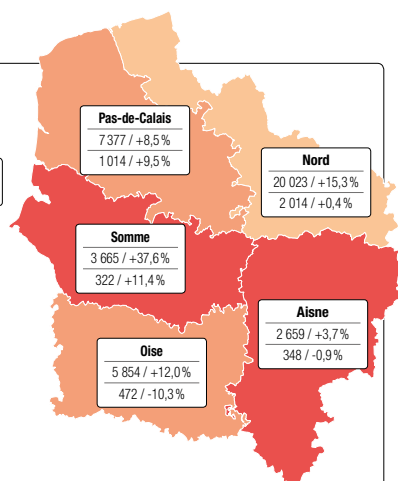 Pas-de-Calais
7 377 / +8,5 %
1 014 / +9,5 %
Nord
20 023 / +15,3 %
2 014 / +0,4 %
Somme
3 665 / +37,6 %
322 / +11,4 %
Aisne
2 659 / +3,7 %
348 / -0,9 %
Oise
5 854 / +12,0 %
472 / -10,3 %